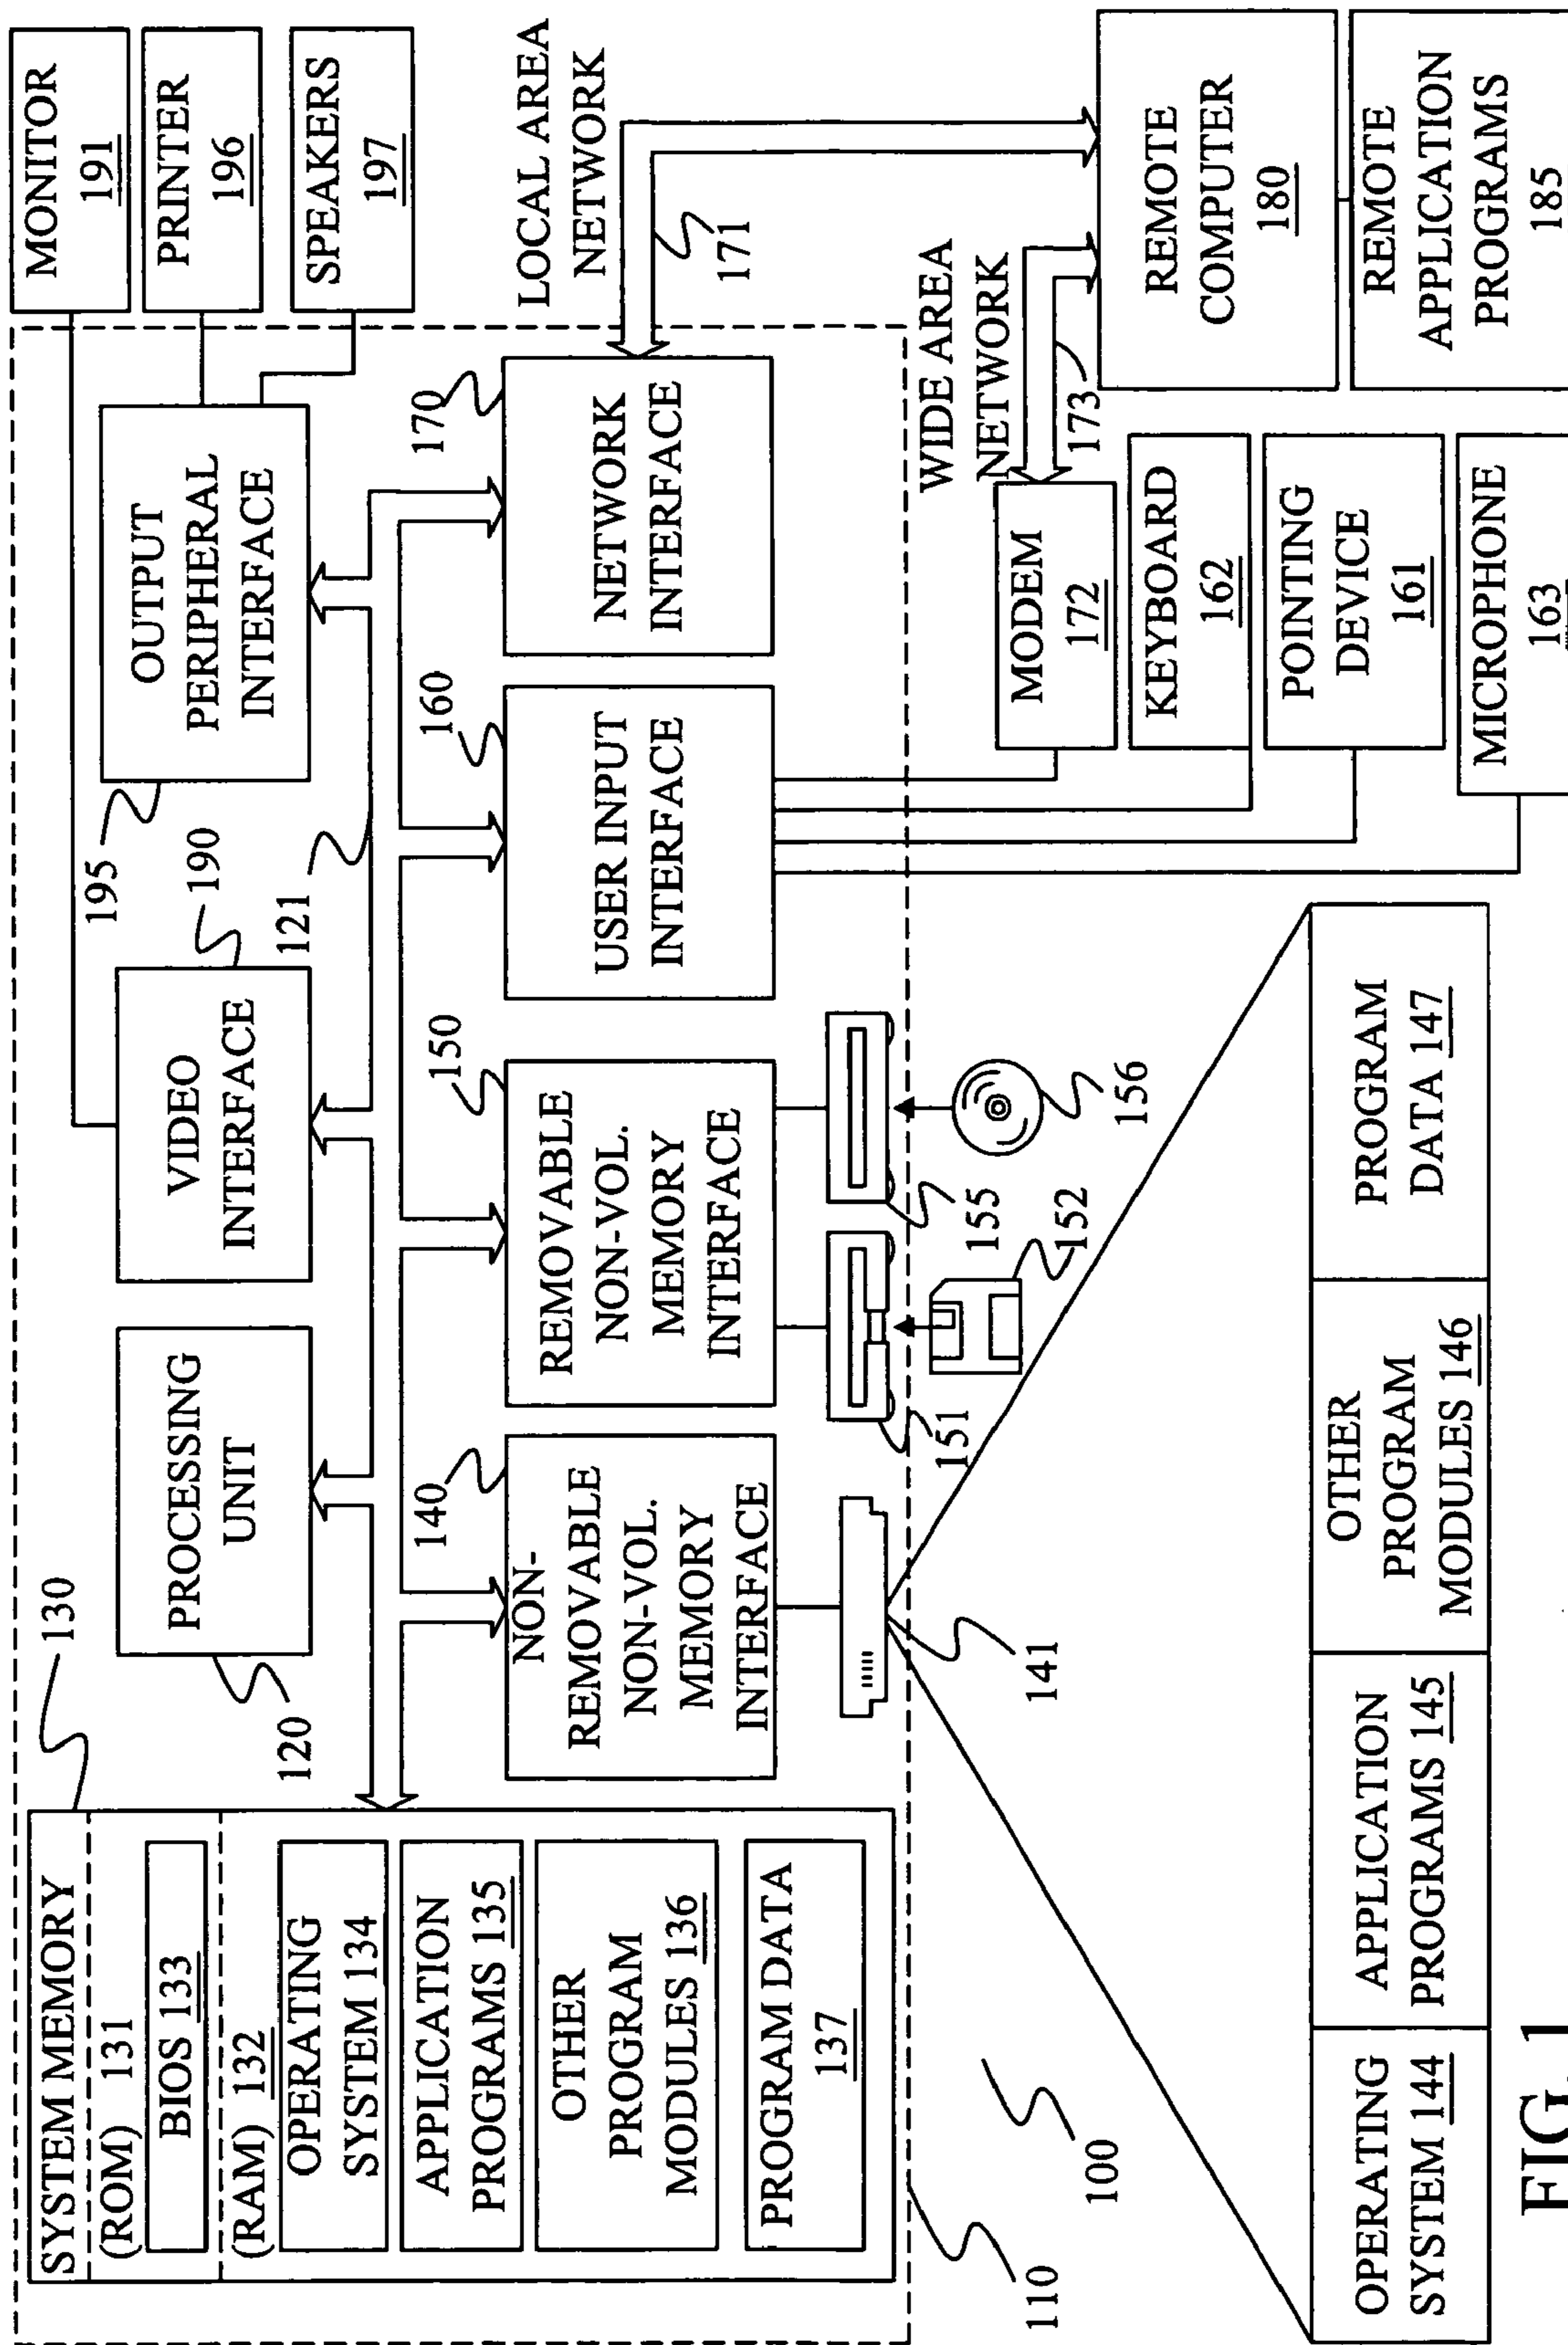 SYSTEM MEMORY
(ROM) 131
BIOS 133
(RAM) 132
OPERATING
SYSTEM 134
APPLICATION
PROGRAMS 135
OTHER
PROGRAM
MODULES 136
PROGRAM DATA
137
130
PROCESSING
UNIT
120
VIDEO
INTERFACE
190
121
OUTPUT
PERIPHERAL
INTERFACE
195
MONITOR
191
PRINTER
196
SPEAKERS
197
NON-
REMOVABLE
NON-VOL.
MEMORY
INTERFACE
140
REMOVABLE
NON-VOL.
MEMORY
INTERFACE
150
USER INPUT
INTERFACE
160
NETWORK
INTERFACE
170
LOCAL AREA
NETWORK
171
141
151
152
155
156
WIDE AREA
NETWORK
173
MODEM
172
KEYBOARD
162
POINTING
DEVICE
161
MICROPHONE
163
REMOTE
COMPUTER
180
REMOTE
APPLICATION
PROGRAMS
185
110
100
OPERATING
SYSTEM 144
APPLICATION
PROGRAMS 145
OTHER
PROGRAM
MODULES 146
PROGRAM
DATA 147
FIG. 1